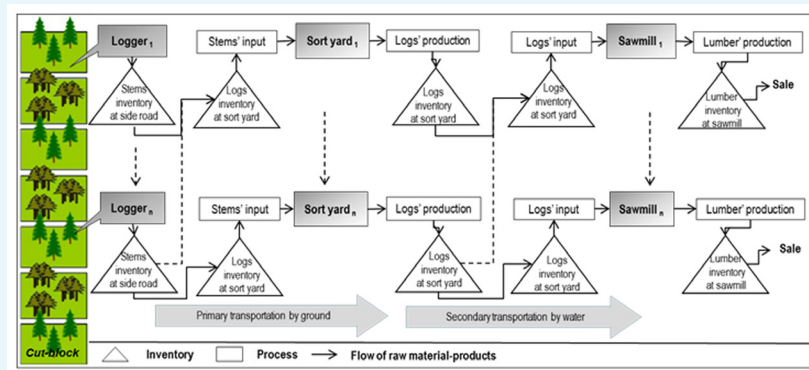 Logger 1
Stems' input
Sort yard 1
Logs' production
Logs' input
Sawmill 1
Lumber' production
Stems
inventory
at side road
Logs
inventory
at sort yard
Logs
inventory
at sort yard
Logs
inventory
at sort yard
Lumber
inventory
at sawmill
Sale
Logger n
Stems' input
Sort yard n
Logs' production
Logs' input
Sawmill n
Lumber' production
Stems
inventory
at side road
Logs
inventory
at sort yard
Logs
inventory
at sort yard
Logs
inventory
at sort yard
Lumber
inventory
at sawmill
Sale
Primary transportation by ground
Secondary transportation by water
Cut-block
Inventory
Process
Flow of raw material-products